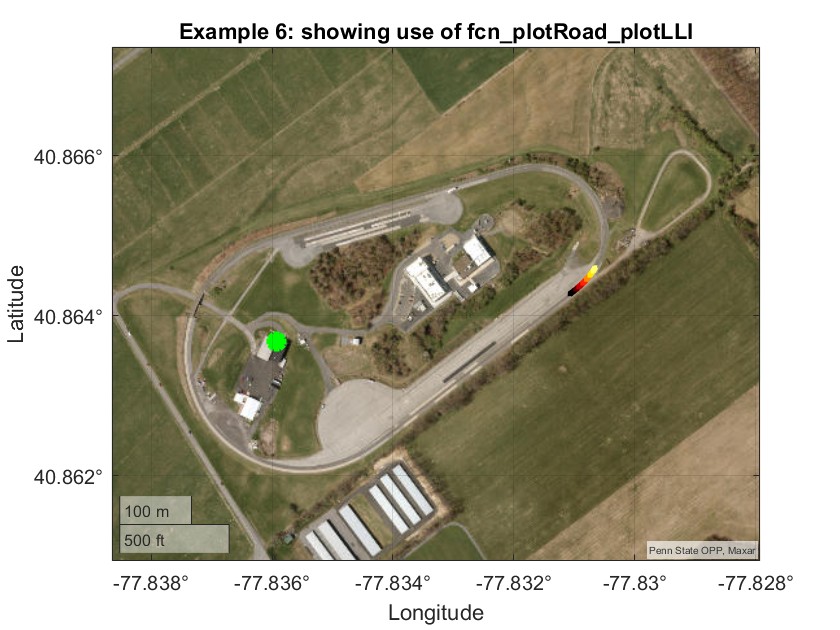 Example 6: showing use of fcn_plotRoad_plotLLI
40.866°
40.864°
40.862°
Latitude
100 m
500 ft
Penn State OPP, Maxar
-77.838°
-77.836°
-77.834°
-77.832°
-77.83°
-77.828°
Longitude